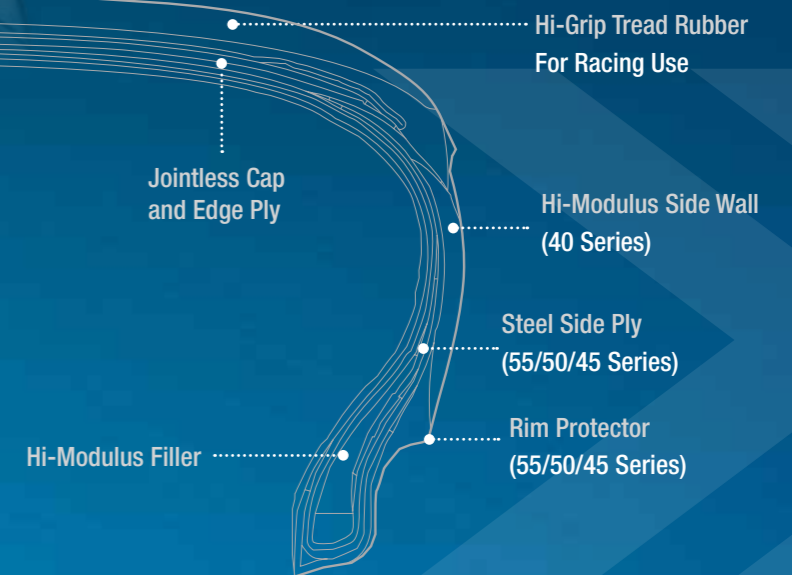 Hi-Grip Tread Rubber
For Racing Use
Jointless Cap
and Edge Ply
Hi-Modulus Side Wall
(40 Series)
Steel Side Ply
(55/50/45 Series)
Rim Protector
(55/50/45 Series)
Hi-Modulus Filler